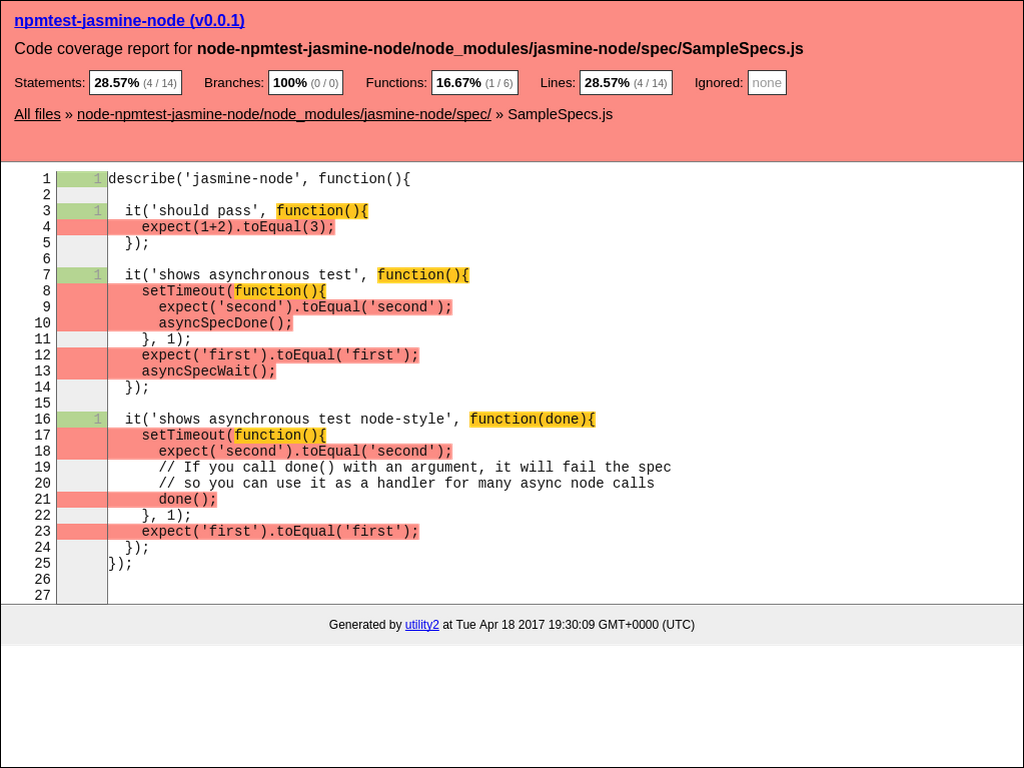 npmtest-jasmine-node (v0.0.1)
Code coverage report for node-npmtest-jasmine-node/node_modules/jasmine-node/spec/SampleSpecs.js
Statements: 28.57% (4 / 14) Branches: 100% (0 / 0) Functions: 16.67% (1 / 6) Lines: 28.57% (4 / 14) Ignored: none
All files » node-npmtest-jasmine-node/node_modules/jasmine-node/spec/ » SampleSpecs.js
1 1 describe('jasmine-node', function(){
2
3 1 it('should pass', function(){
4 expect(1+2).toEqual(3);
5 });
6
7 1 it('shows asynchronous test', function(){
8 setTimeout(function(){
9 expect('second').toEqual('second');
10 asyncSpecDone();
11 }, 1);
12 expect('first').toEqual('first');
13 asyncSpecWait();
14 });
15
16 1 it('shows asynchronous test node-style', function(done){
17 setTimeout(function(){
18 expect('second').toEqual('second');
19 // If you call done() with an argument, it will fail the spec
20 // so you can use it as a handler for many async node calls
21 done();
22 }, 1);
23 expect('first').toEqual('first');
24 });
25 });
26
27
Generated by utility2 at Tue Apr 18 2017 19:30:09 GMT+0000 (UTC)